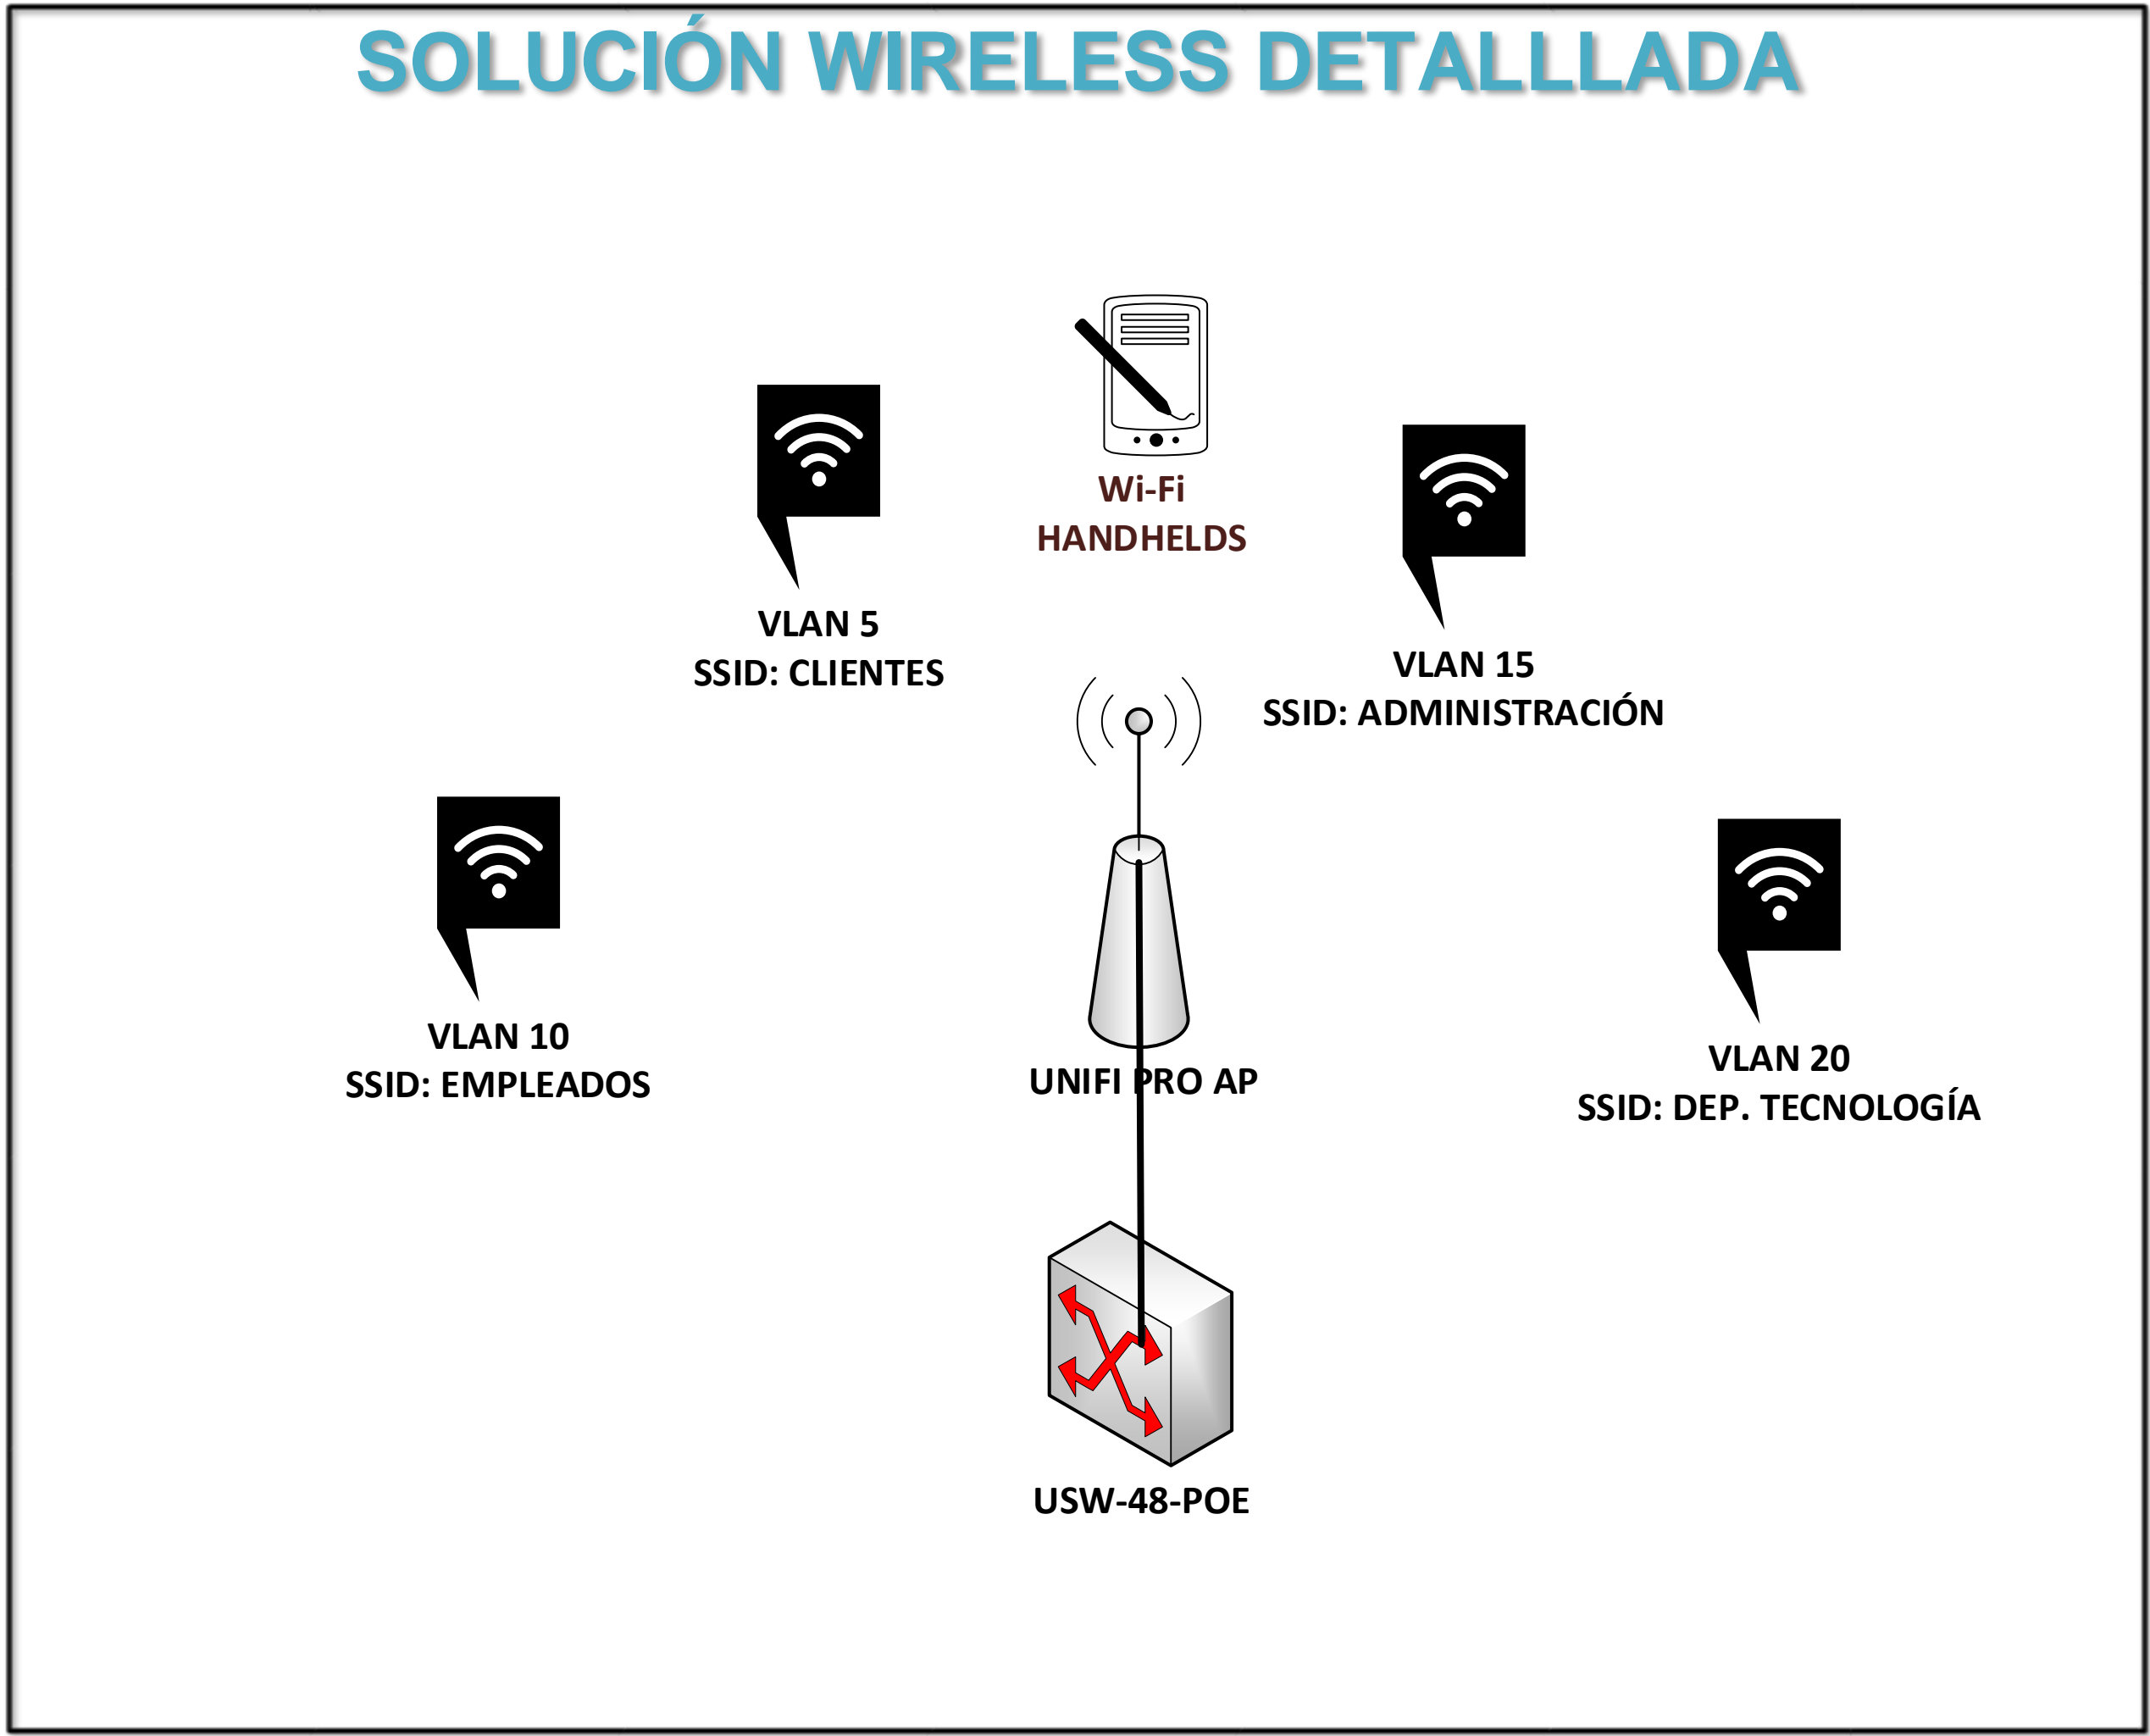 SOLUCIÓN WIRELESS DETALLLADA
Wi-Fi
HANDHELDS
VLAN 5
SSID: CLIENTES
VLAN 15
SSID: ADMINISTRACIÓN
VLAN 10
SSID: EMPLEADOS
UNIFI PRO AP
VLAN 20
SSID: DEP. TECNOLOGÍA
USW-48-POE